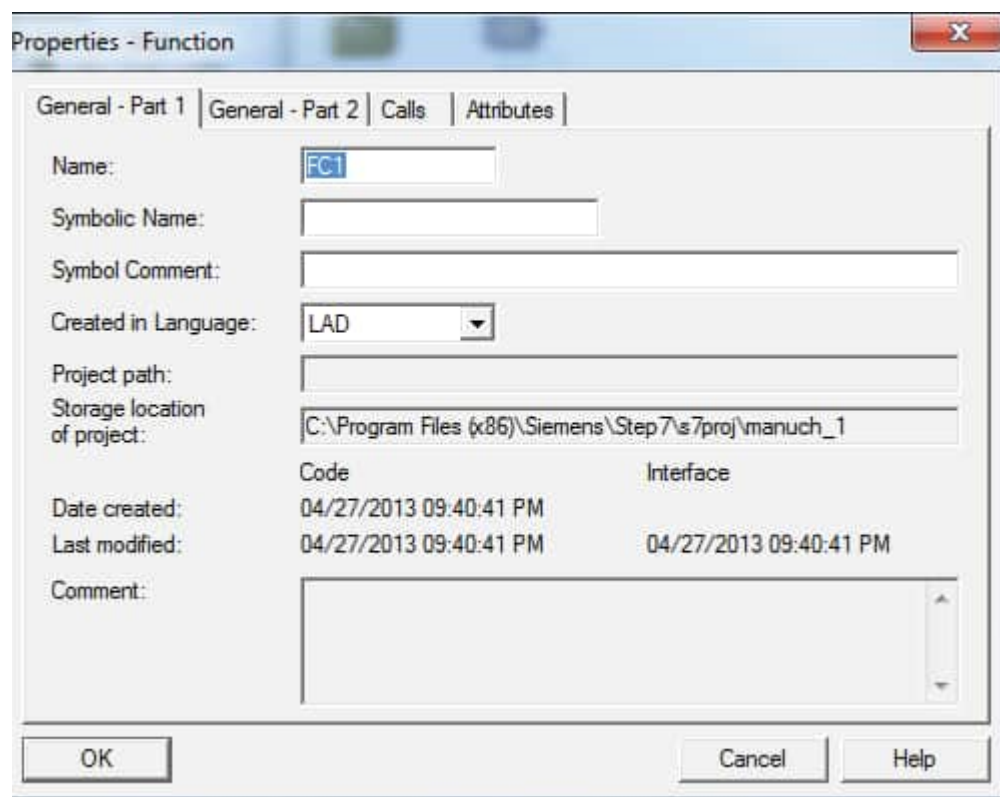 Properties - Function
General - Part 1 General - Part 2 Calls Attributes
Name: FC1
Symbolic Name:
Symbol Comment:
Created in Language: LAD
Project path:
Storage location
of project: C:\Program Files (x86)\Siemens\Step7\s7proj\manuch_1
Code Interface
Date created: 04/27/2013 09:40:41 PM
Last modified: 04/27/2013 09:40:41 PM 04/27/2013 09:40:41 PM
Comment:
OK Cancel Help